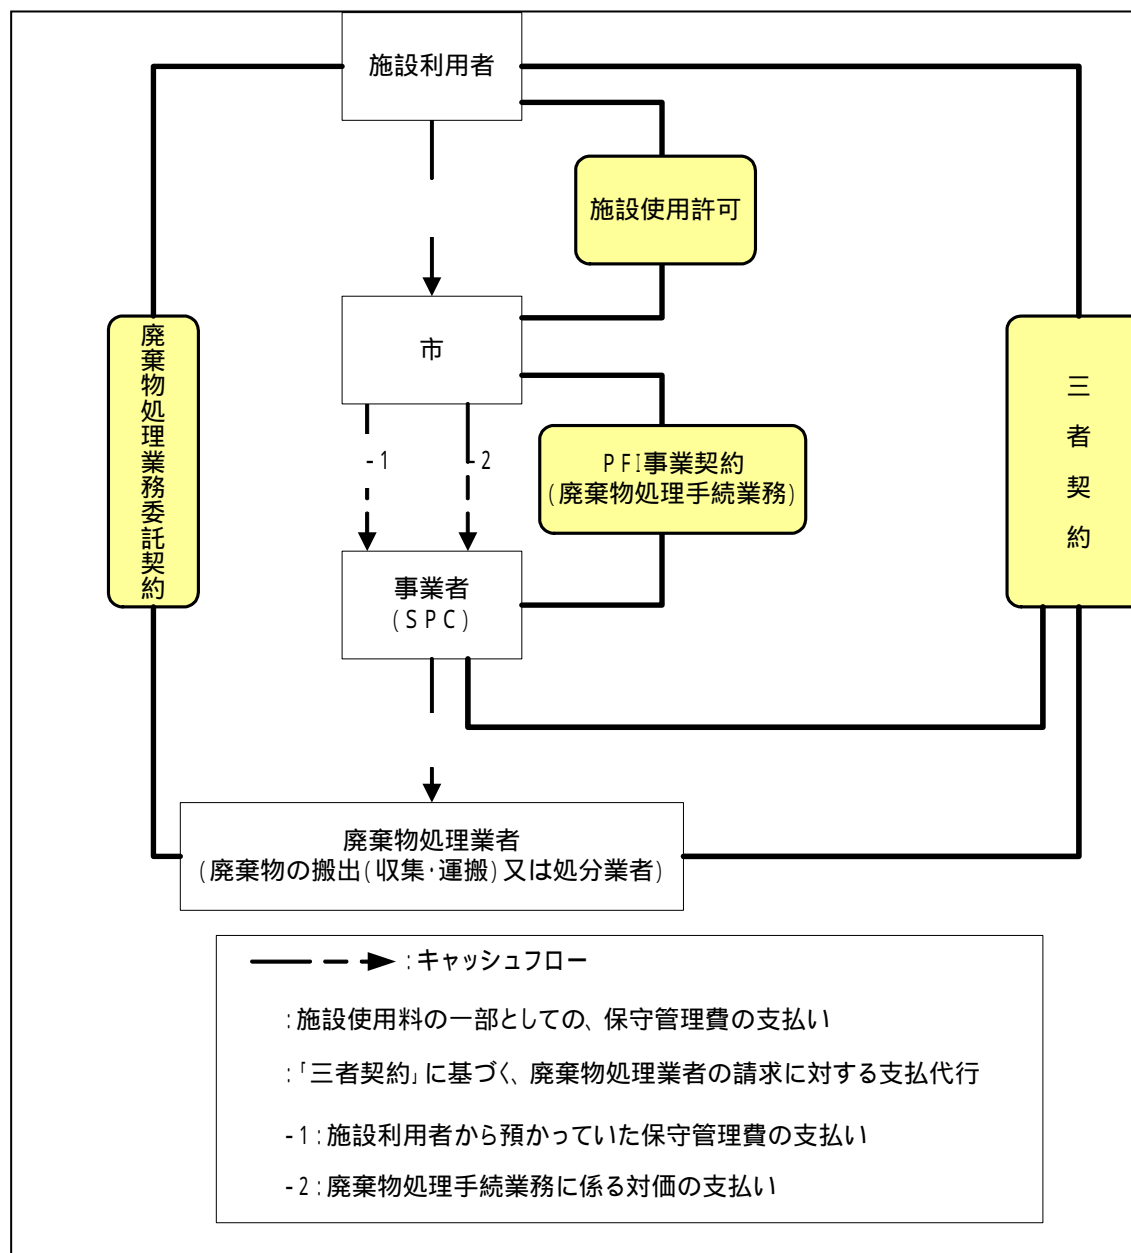 施設利用者
施設使用許可
市
廃棄物処理業務委託契約
三者契約
-1
-2
PFI事業契約
(廃棄物処理手続業務)
事業者
(SPC)
廃棄物処理業者
(廃棄物の搬出(収集・運搬)又は処分業者)
:キャッシュフロー
:施設使用料の一部としての、保守管理費の支払い
:「三者契約」に基づく、廃棄物処理業者の請求に対する支払代行
-1:施設利用者から預かっていた保守管理費の支払い
-2:廃棄物処理手続業務に係る対価の支払い